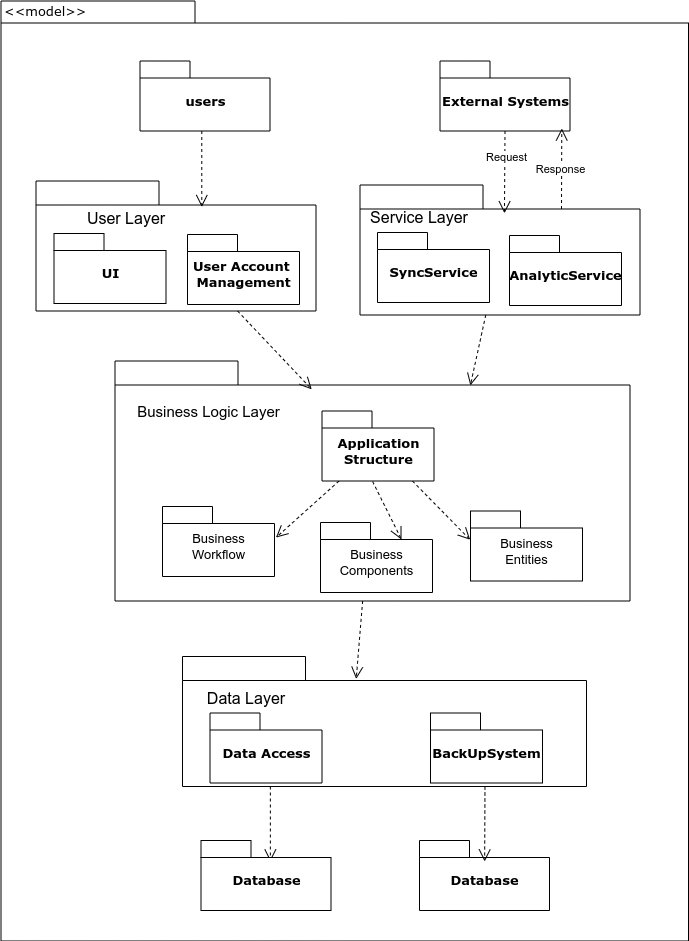 <<model>>
users
External Systems
Request
Response
User Layer
UI
User Account
Management
Service Layer
SyncService
AnalyticService
Business Logic Layer
Application
Structure
Business
Workflow
Business
Components
Business
Entities
Data Layer
Data Access
BackUpSystem
Database
Database